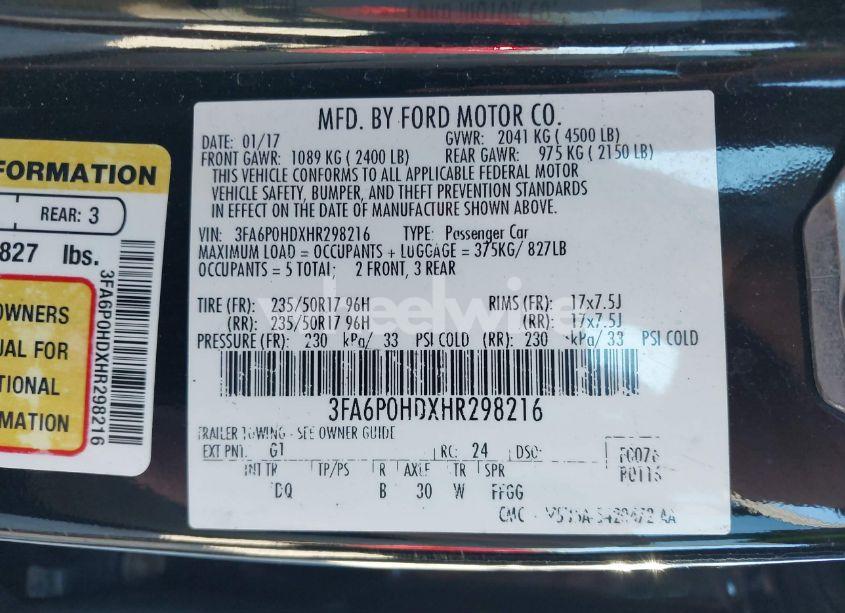 MFD. BY FORD MOTOR CO.
DATE: 01/17 GVWR: 2041 KG ( 4500 LB)
FRONT GAWR: 1089 KG ( 2400 LB) REAR GAWR: 975 KG ( 2150 LB)
THIS VEHICLE CONFORMS TO ALL APPLICABLE FEDERAL MOTOR
VEHICLE SAFETY, BUMPER, AND THEFT PREVENTION STANDARDS
IN EFFECT ON THE DATE OF MANUFACTURE SHOWN ABOVE.
VIN: 3FA6P0HDXHR298216 TYPE: Passenger Car
MAXIMUM LOAD = OCCUPANTS + LUGGAGE = 375KG/ 827LB
OCCUPANTS = 5 TOTAL; 2 FRONT, 3 REAR
TIRE (FR): 235/50R17 96H RIMS (FR): 17x7.5J
(RR): 235/50R17 96H (RR): 17x7.5J
PRESSURE (FR): 230 kPa/ 33 PSI COLD (RR): 230 kPa/ 33 PSI COLD
3FA6P0HDXHR298216
TRAILER TOWING - SEE OWNER GUIDE
EXT PNT: G1 RC: 24 DSO:
INT TR TP/PS R AXLE TR SPR
DQ B 30 W FFGG
CMC
FORMATION
REAR: 3
827 lbs.
OWNERS
UAL FOR
TIONAL
3FA6P0HDXHR298216
wheelwire